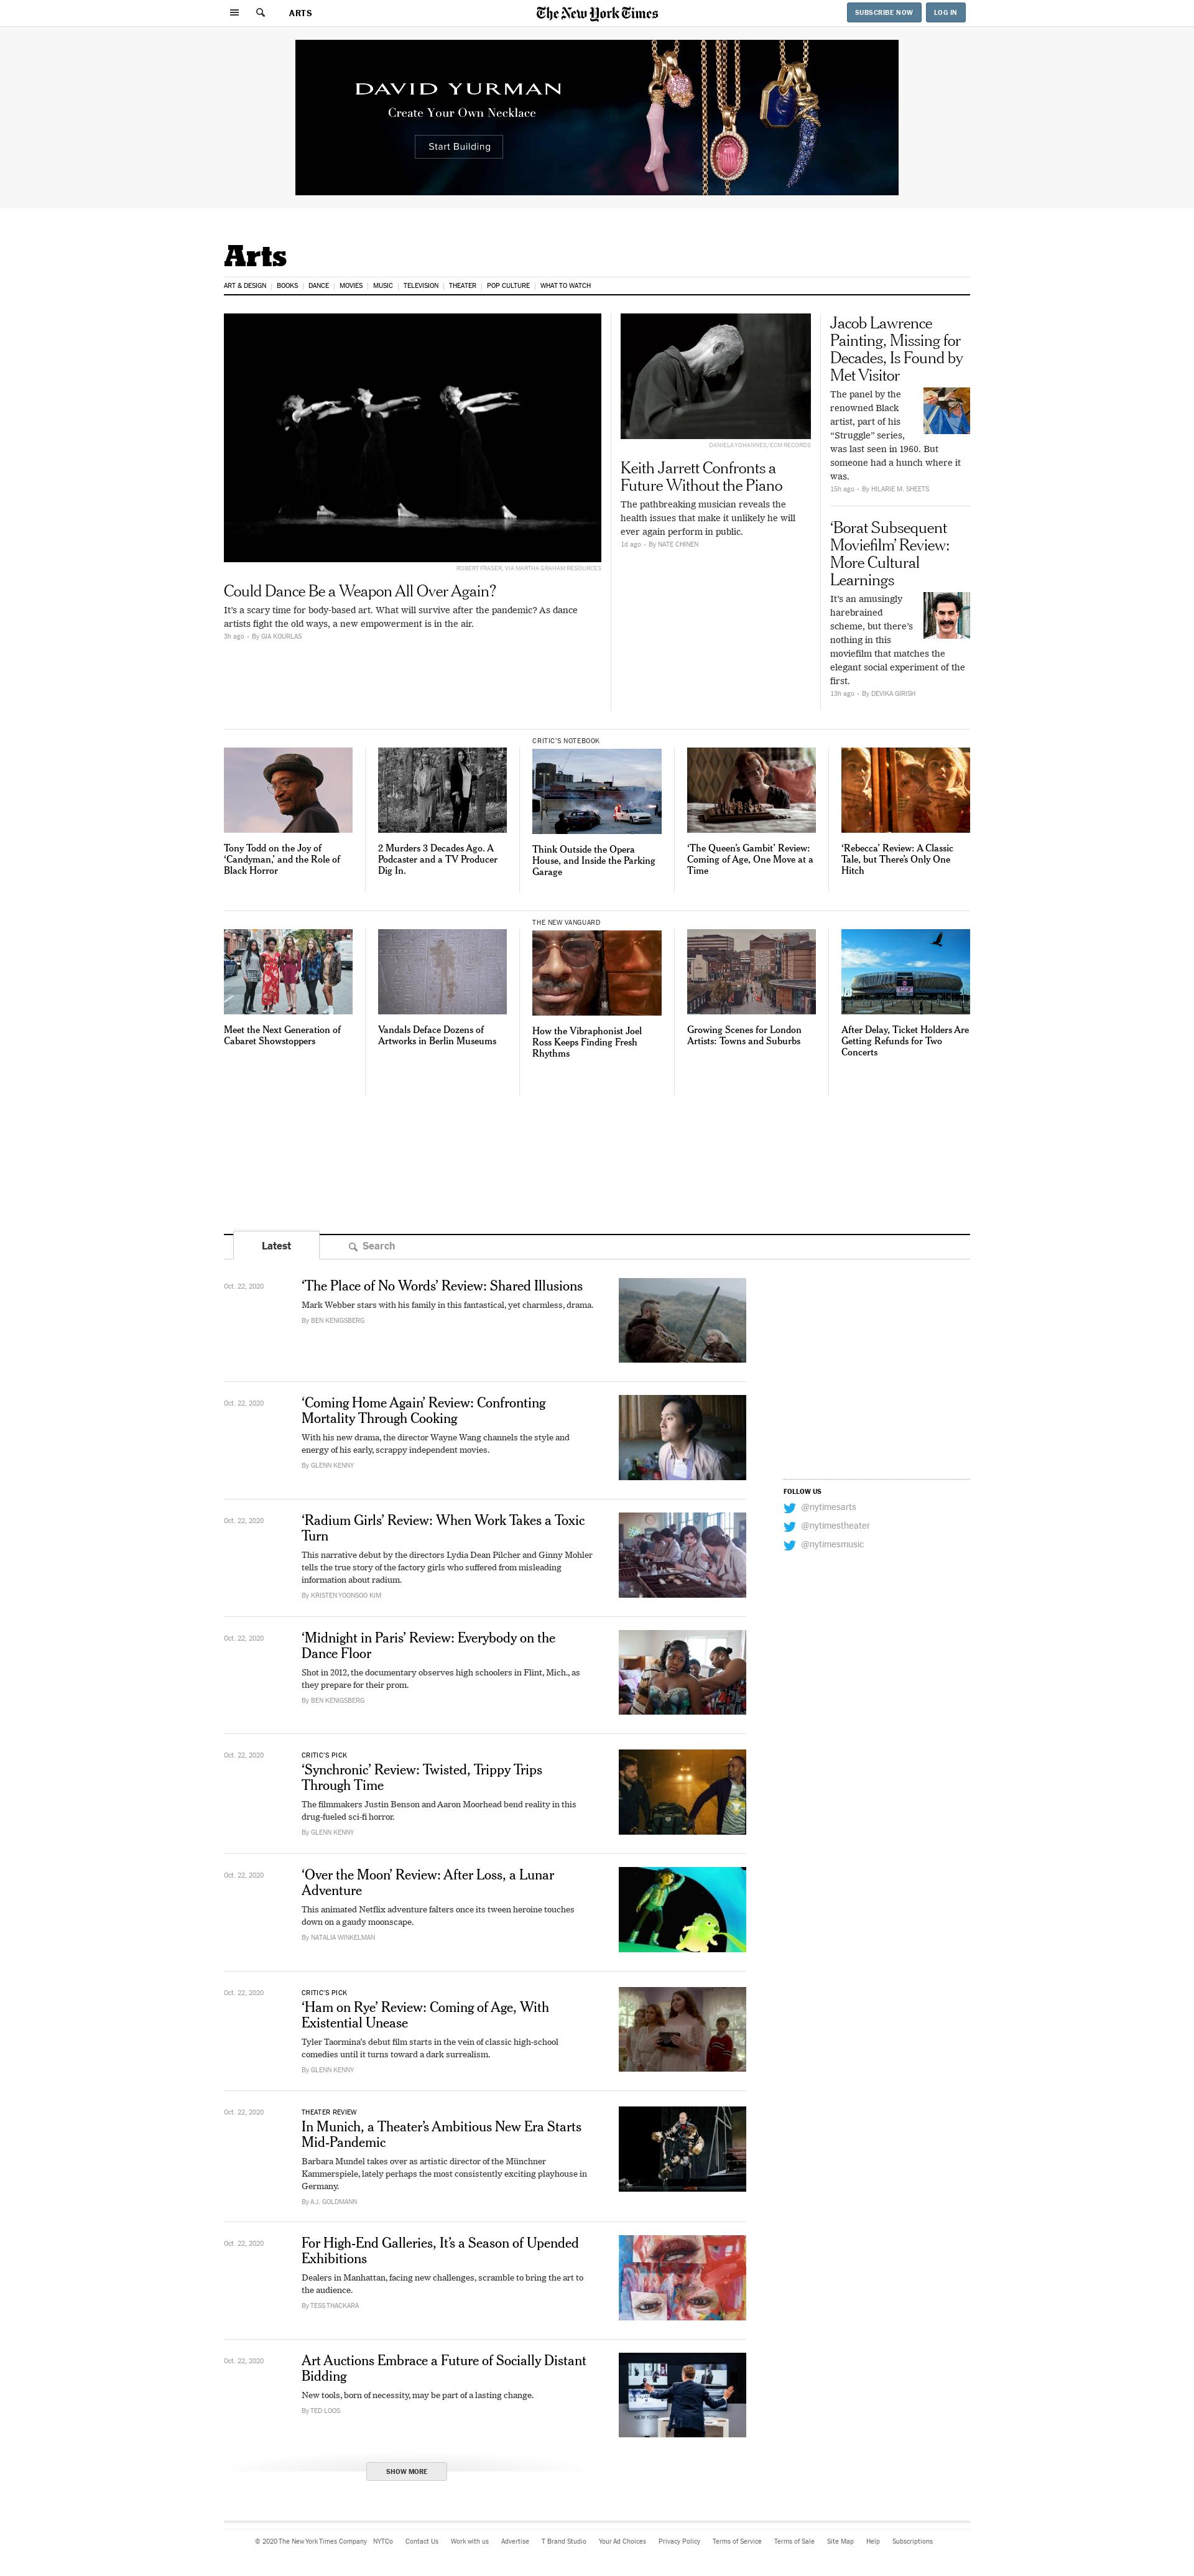 ARTS
The New York Times
SUBSCRIBE NOW
LOG IN
DAVID YURMAN
Create Your Own Necklace
Start Building
Arts
ART & DESIGN | BOOKS | DANCE | MOVIES | MUSIC | TELEVISION | THEATER | POP CULTURE | WHAT TO WATCH
ROBERT FRASER, VIA MARTHA GRAHAM RESOURCES
Could Dance Be a Weapon All Over Again?
It's a scary time for body-based art. What will survive after the pandemic? As dance
artists fight the old ways, a new empowerment is in the air.
3h ago • By GIA KOURLAS
DANIELA YOHANNES/ECM RECORDS
Keith Jarrett Confronts a
Future Without the Piano
The pathbreaking musician reveals the
health issues that make it unlikely he will
ever again perform in public.
1d ago • By NATE CHINEN
Jacob Lawrence
Painting, Missing for
Decades, Is Found by
Met Visitor
The panel by the
renowned Black
artist, part of his
“Struggle” series,
was last seen in 1960. But
someone had a hunch where it
was.
15h ago • By HILARIE M. SHEETS
‘Borat Subsequent
Moviefilm’ Review:
More Cultural
Learnings
It’s an amusingly
harebrained
scheme, but there’s
nothing in this
moviefilm that matches the
elegant social experiment of the
first.
13h ago • By DEVIKA GIRISH
Tony Todd on the Joy of
‘Candyman,’ and the Role of
Black Horror
2 Murders 3 Decades Ago. A
Podcaster and a TV Producer
Dig In.
CRITIC’S NOTEBOOK
Think Outside the Opera
House, and Inside the Parking
Garage
‘The Queen’s Gambit’ Review:
Coming of Age, One Move at a
Time
‘Rebecca’ Review: A Classic
Tale, but There’s Only One
Hitch
Meet the Next Generation of
Cabaret Showstoppers
Vandals Deface Dozens of
Artworks in Berlin Museums
THE NEW VANGUARD
How the Vibraphonist Joel
Ross Keeps Finding Fresh
Rhythms
Growing Scenes for London
Artists: Towns and Suburbs
After Delay, Ticket Holders Are
Getting Refunds for Two
Concerts
Latest
Search
Oct. 22, 2020
‘The Place of No Words’ Review: Shared Illusions
Mark Webber stars with his family in this fantastical, yet charmless, drama.
By BEN KENIGSBERG
Oct. 22, 2020
‘Coming Home Again’ Review: Confronting
Mortality Through Cooking
With his new drama, the director Wayne Wang channels the style and
energy of his early, scrappy independent movies.
By GLENN KENNY
FOLLOW US
@nytimesarts
@nytimestheater
@nytimesmusic
Oct. 22, 2020
‘Radium Girls’ Review: When Work Takes a Toxic
Turn
This narrative debut by the directors Lydia Dean Pilcher and Ginny Mohler
tells the true story of the factory girls who suffered from misleading
information about radium.
By KRISTEN YOONSOO KIM
Oct. 22, 2020
‘Midnight in Paris’ Review: Everybody on the
Dance Floor
Shot in 2012, the documentary observes high schoolers in Flint, Mich., as
they prepare for their prom.
By BEN KENIGSBERG
Oct. 22, 2020
CRITIC’S PICK
‘Synchronic’ Review: Twisted, Trippy Trips
Through Time
The filmmakers Justin Benson and Aaron Moorhead bend reality in this
drug-fueled sci-fi horror.
By GLENN KENNY
Oct. 22, 2020
‘Over the Moon’ Review: After Loss, a Lunar
Adventure
This animated Netflix adventure falters once its tween heroine touches
down on a gaudy moonscape.
By NATALIA WINKELMAN
Oct. 22, 2020
CRITIC’S PICK
‘Ham on Rye’ Review: Coming of Age, With
Existential Unease
Tyler Taormina’s debut film starts in the vein of classic high-school
comedies until it turns toward a dark surrealism.
By GLENN KENNY
Oct. 22, 2020
THEATER REVIEW
In Munich, a Theater’s Ambitious New Era Starts
Mid-Pandemic
Barbara Mundel takes over as artistic director of the Münchner
Kammerspiele, lately perhaps the most consistently exciting playhouse in
Germany.
By A.J. GOLDMANN
Oct. 22, 2020
For High-End Galleries, It’s a Season of Upended
Exhibitions
Dealers in Manhattan, facing new challenges, scramble to bring the art to
the audience.
By TESS THACKARA
Oct. 22, 2020
Art Auctions Embrace a Future of Socially Distant
Bidding
New tools, born of necessity, may be part of a lasting change.
By TED LOOS
NEW YORK
SHOW MORE
© 2020 The New York Times Company NYTCo Contact Us Work with us Advertise T Brand Studio Your Ad Choices Privacy Policy Terms of Service Terms of Sale Site Map Help Subscriptions